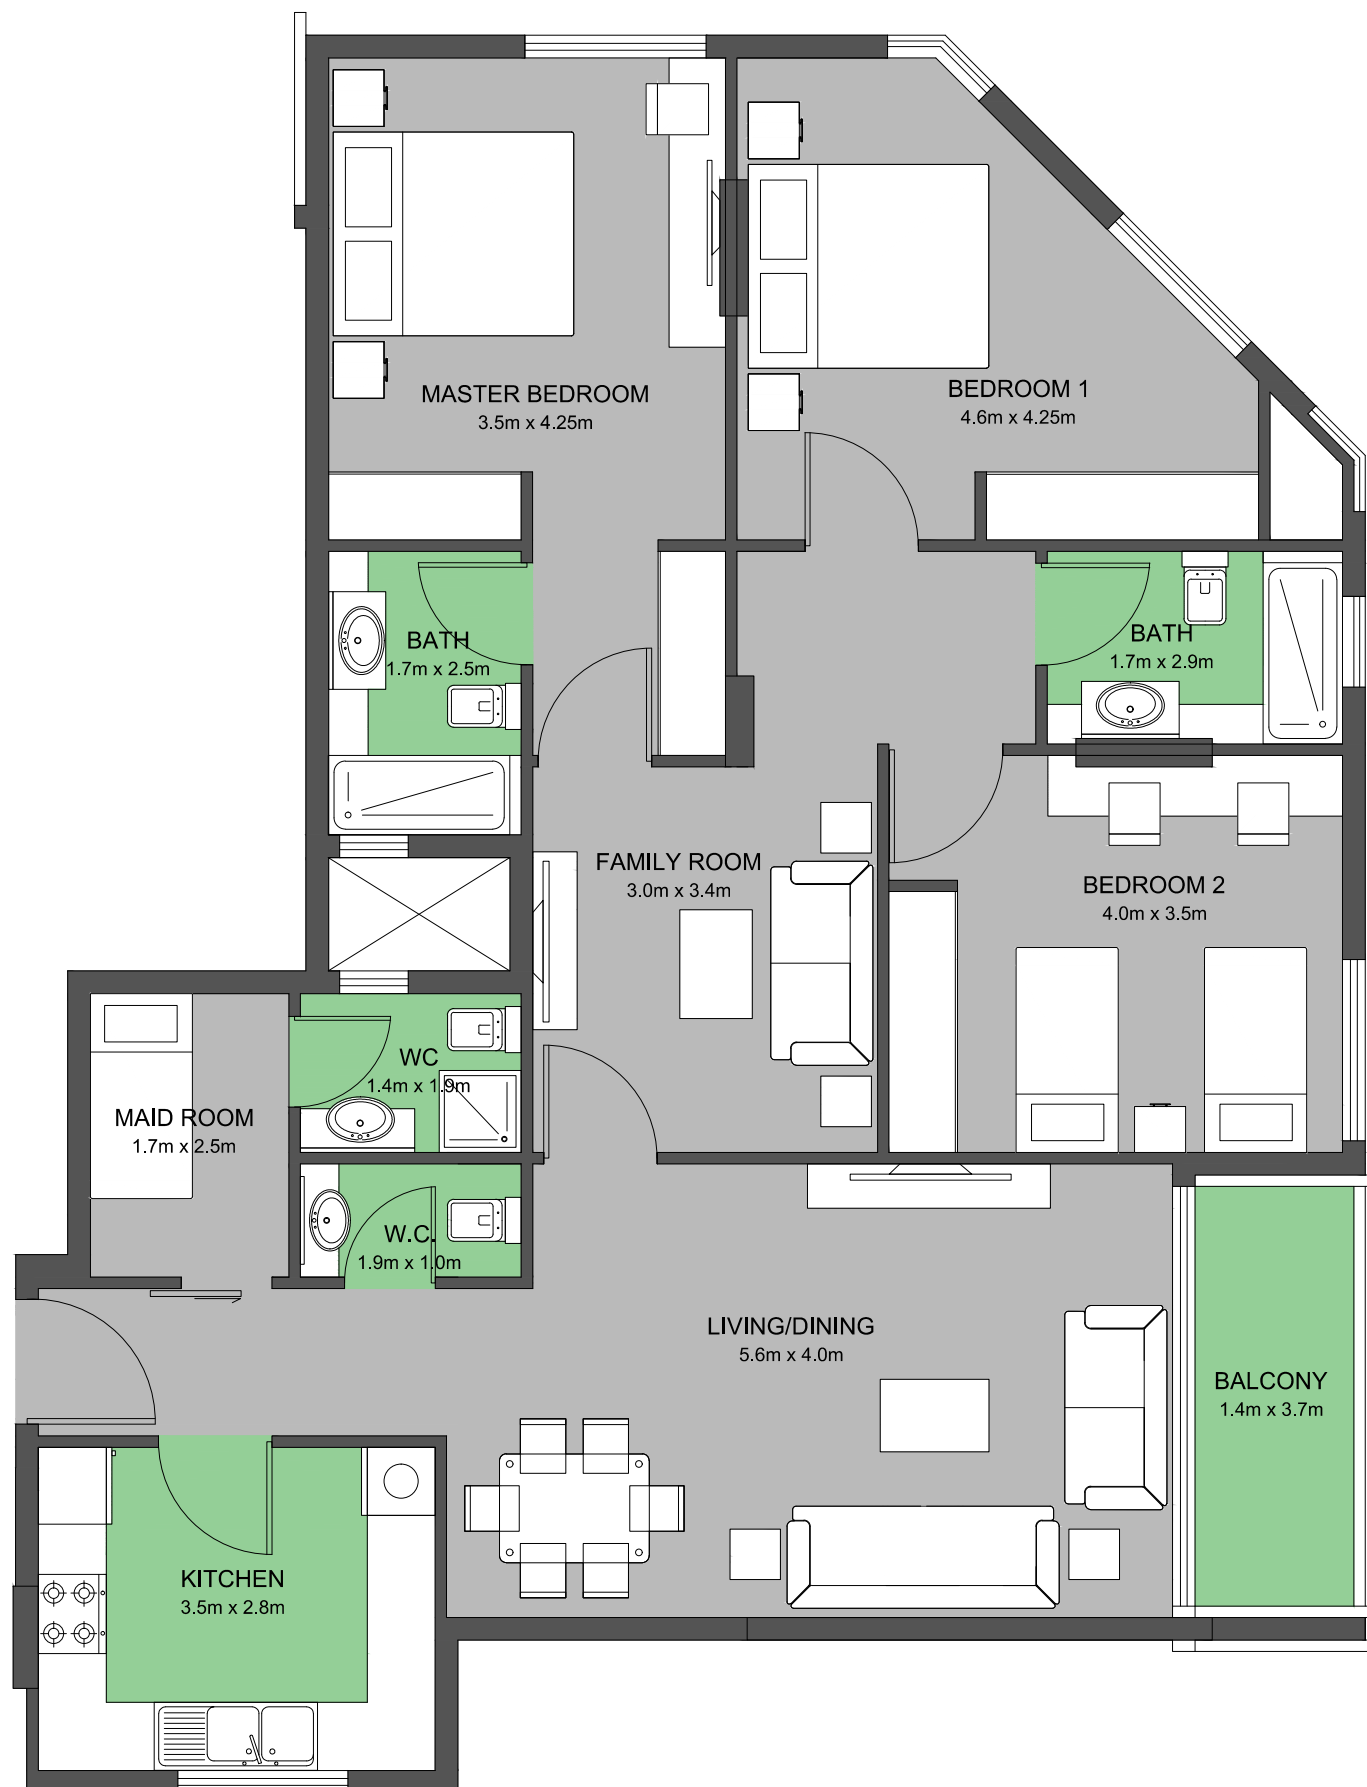 MASTER BEDROOM
3.5m x 4.25m
BEDROOM 1
4.6m x 4.25m
BATH
1.7m x 2.5m
BATH
1.7m x 2.9m
FAMILY ROOM
3.0m x 3.4m
BEDROOM 2
4.0m x 3.5m
WC
1.4m x 1.9m
MAID ROOM
1.7m x 2.5m
W.C.
1.9m x 1.0m
LIVING/DINING
5.6m x 4.0m
BALCONY
1.4m x 3.7m
KITCHEN
3.5m x 2.8m